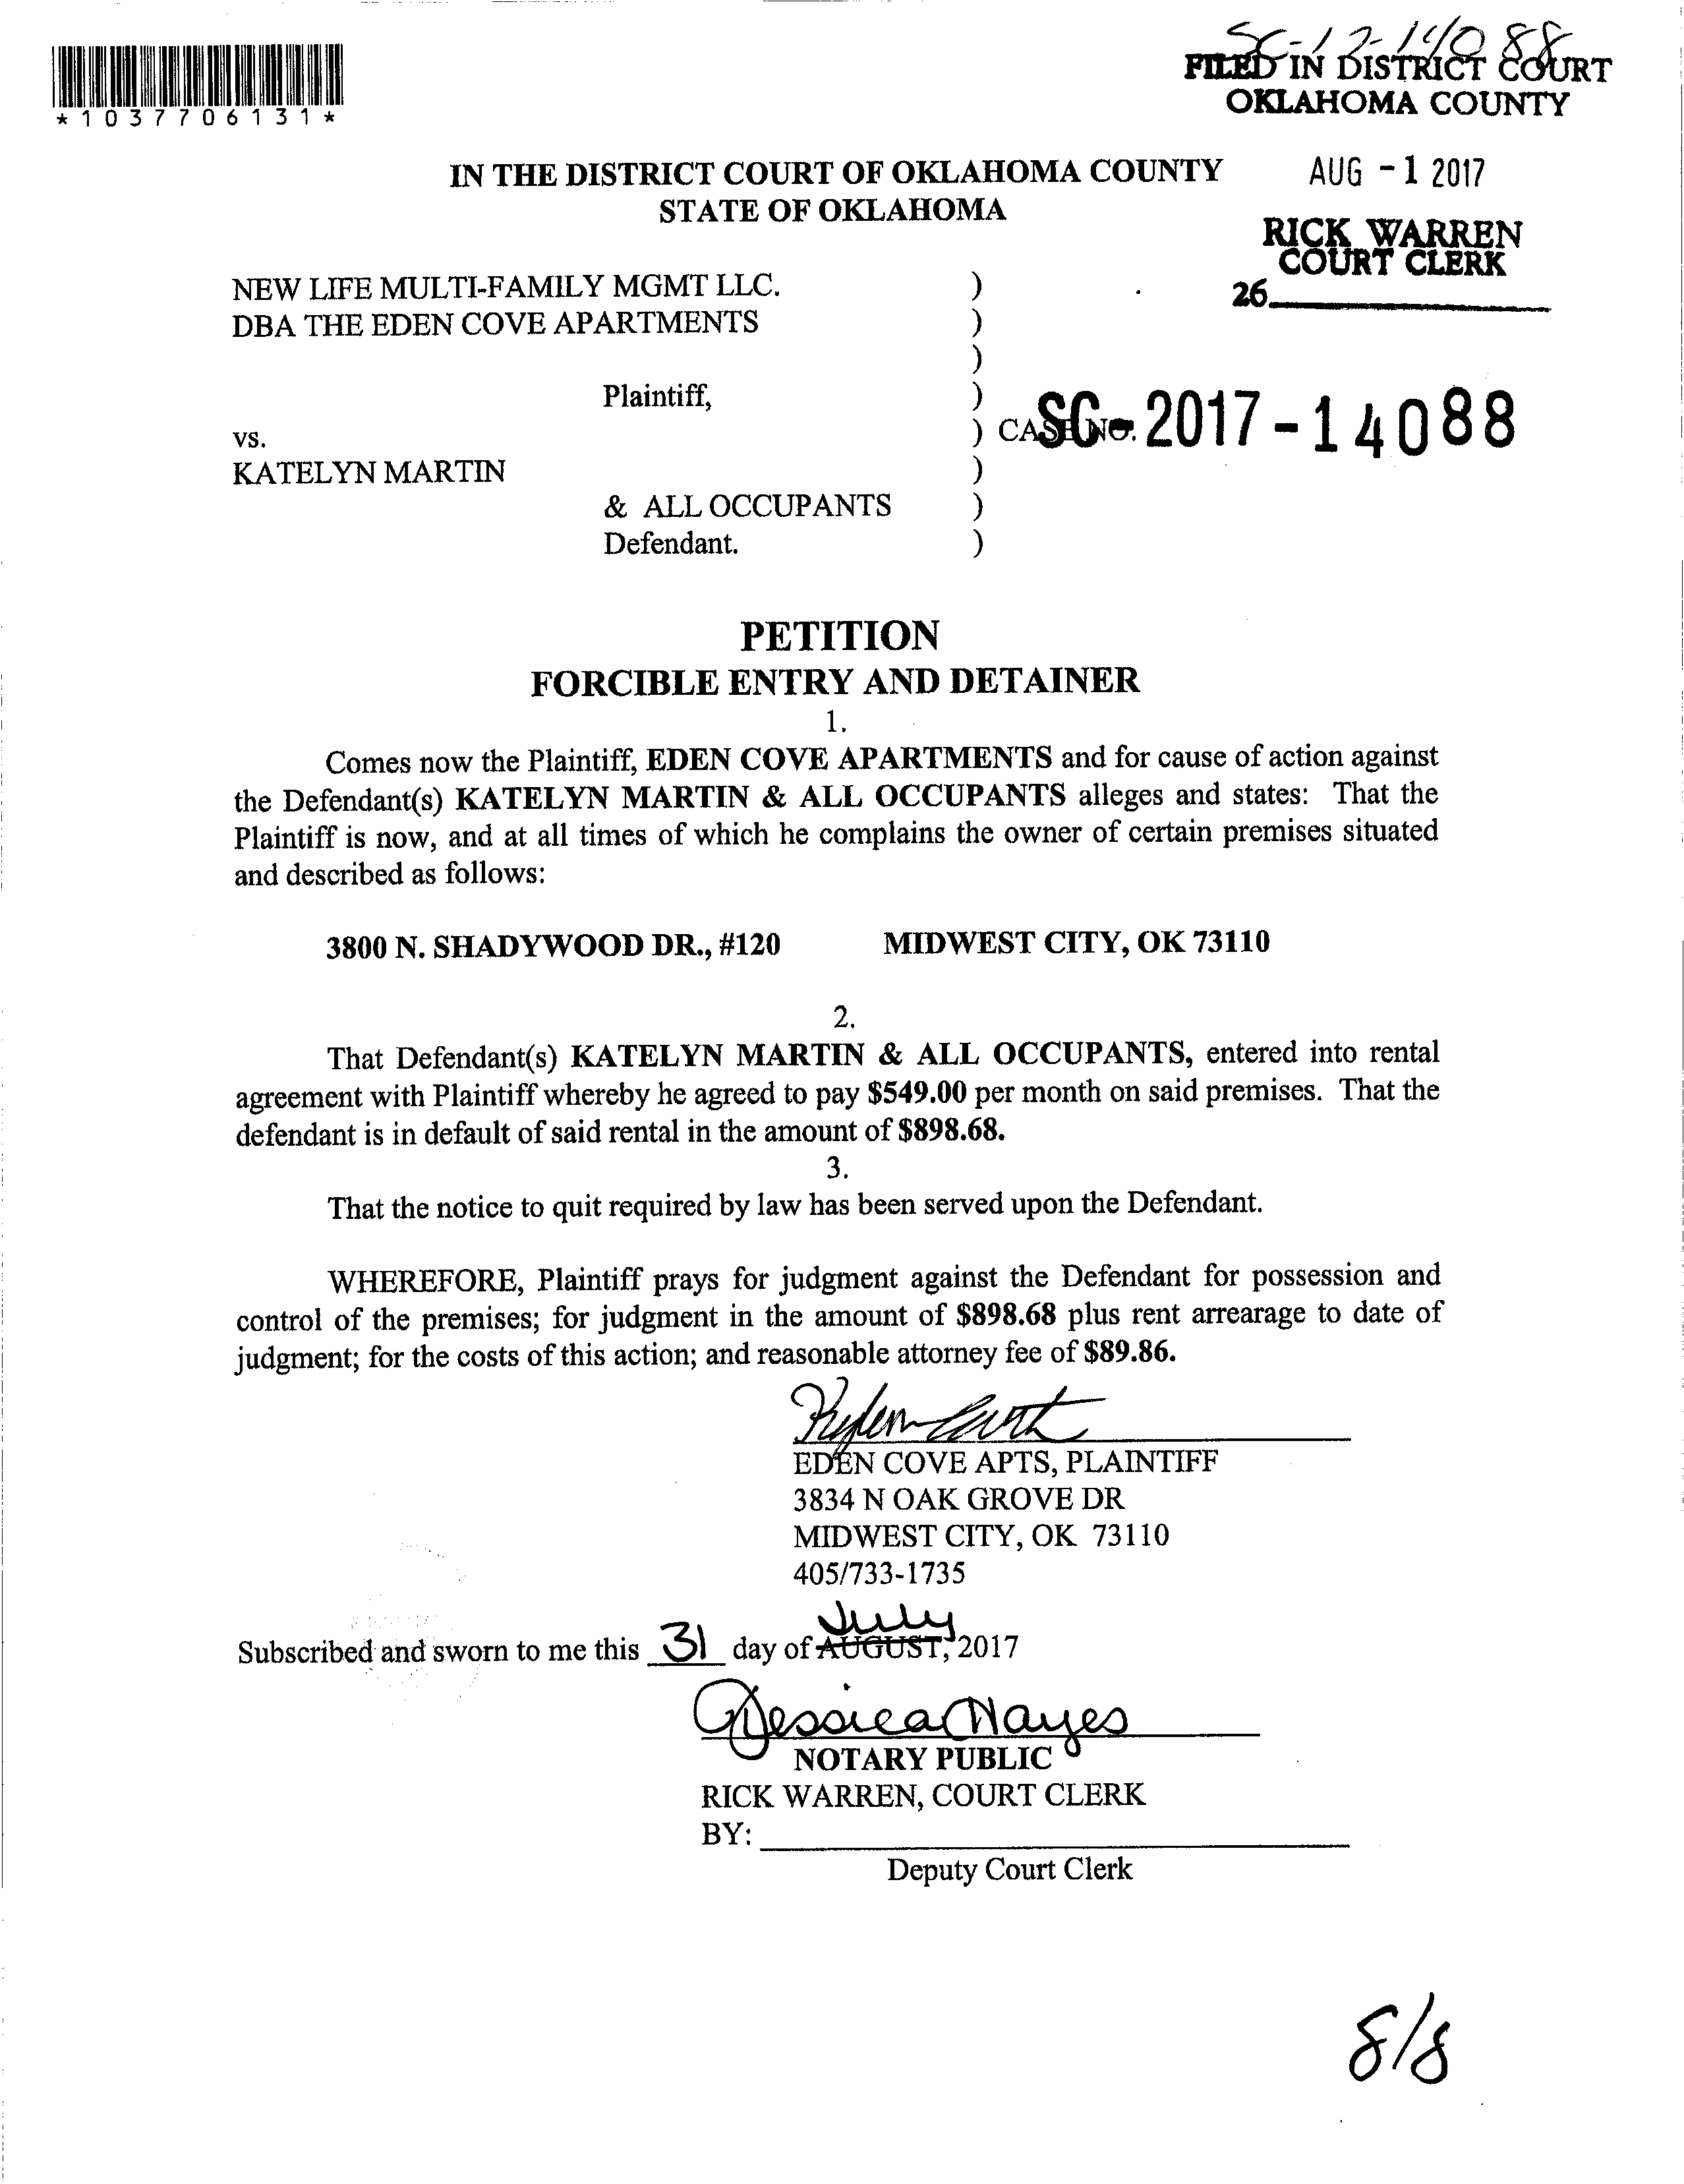 SC-17-14088
FILED IN DISTRICT COURT
OKLAHOMA COUNTY
*1037706131*
IN THE DISTRICT COURT OF OKLAHOMA COUNTY
STATE OF OKLAHOMA
AUG -1 2017
RICK WARREN
COURT CLERK
26
NEW LIFE MULTI-FAMILY MGMT LLC. )
DBA THE EDEN COVE APARTMENTS )
)
Plaintiff, )
vs. ) CASE NO. SC-2017-14088
KATELYN MARTIN )
& ALL OCCUPANTS )
Defendant. )
PETITION
FORCIBLE ENTRY AND DETAINER
1.
Comes now the Plaintiff, EDEN COVE APARTMENTS and for cause of action against
the Defendant(s) KATELYN MARTIN & ALL OCCUPANTS alleges and states: That the
Plaintiff is now, and at all times of which he complains the owner of certain premises situated
and described as follows:
3800 N. SHADYWOOD DR., #120 MIDWEST CITY, OK 73110
2.
That Defendant(s) KATELYN MARTIN & ALL OCCUPANTS, entered into rental
agreement with Plaintiff whereby he agreed to pay $549.00 per month on said premises. That the
defendant is in default of said rental in the amount of $898.68.
3.
That the notice to quit required by law has been served upon the Defendant.
WHEREFORE, Plaintiff prays for judgment against the Defendant for possession and
control of the premises; for judgment in the amount of $898.68 plus rent arrearage to date of
judgment; for the costs of this action; and reasonable attorney fee of $89.86.
EDEN COVE APTS, PLAINTIFF
3834 N OAK GROVE DR
MIDWEST CITY, OK 73110
405/733-1735
July
Subscribed and sworn to me this 31 day of AUGUST, 2017
Jessica Hayes
NOTARY PUBLIC
RICK WARREN, COURT CLERK
BY:
Deputy Court Clerk
8/8